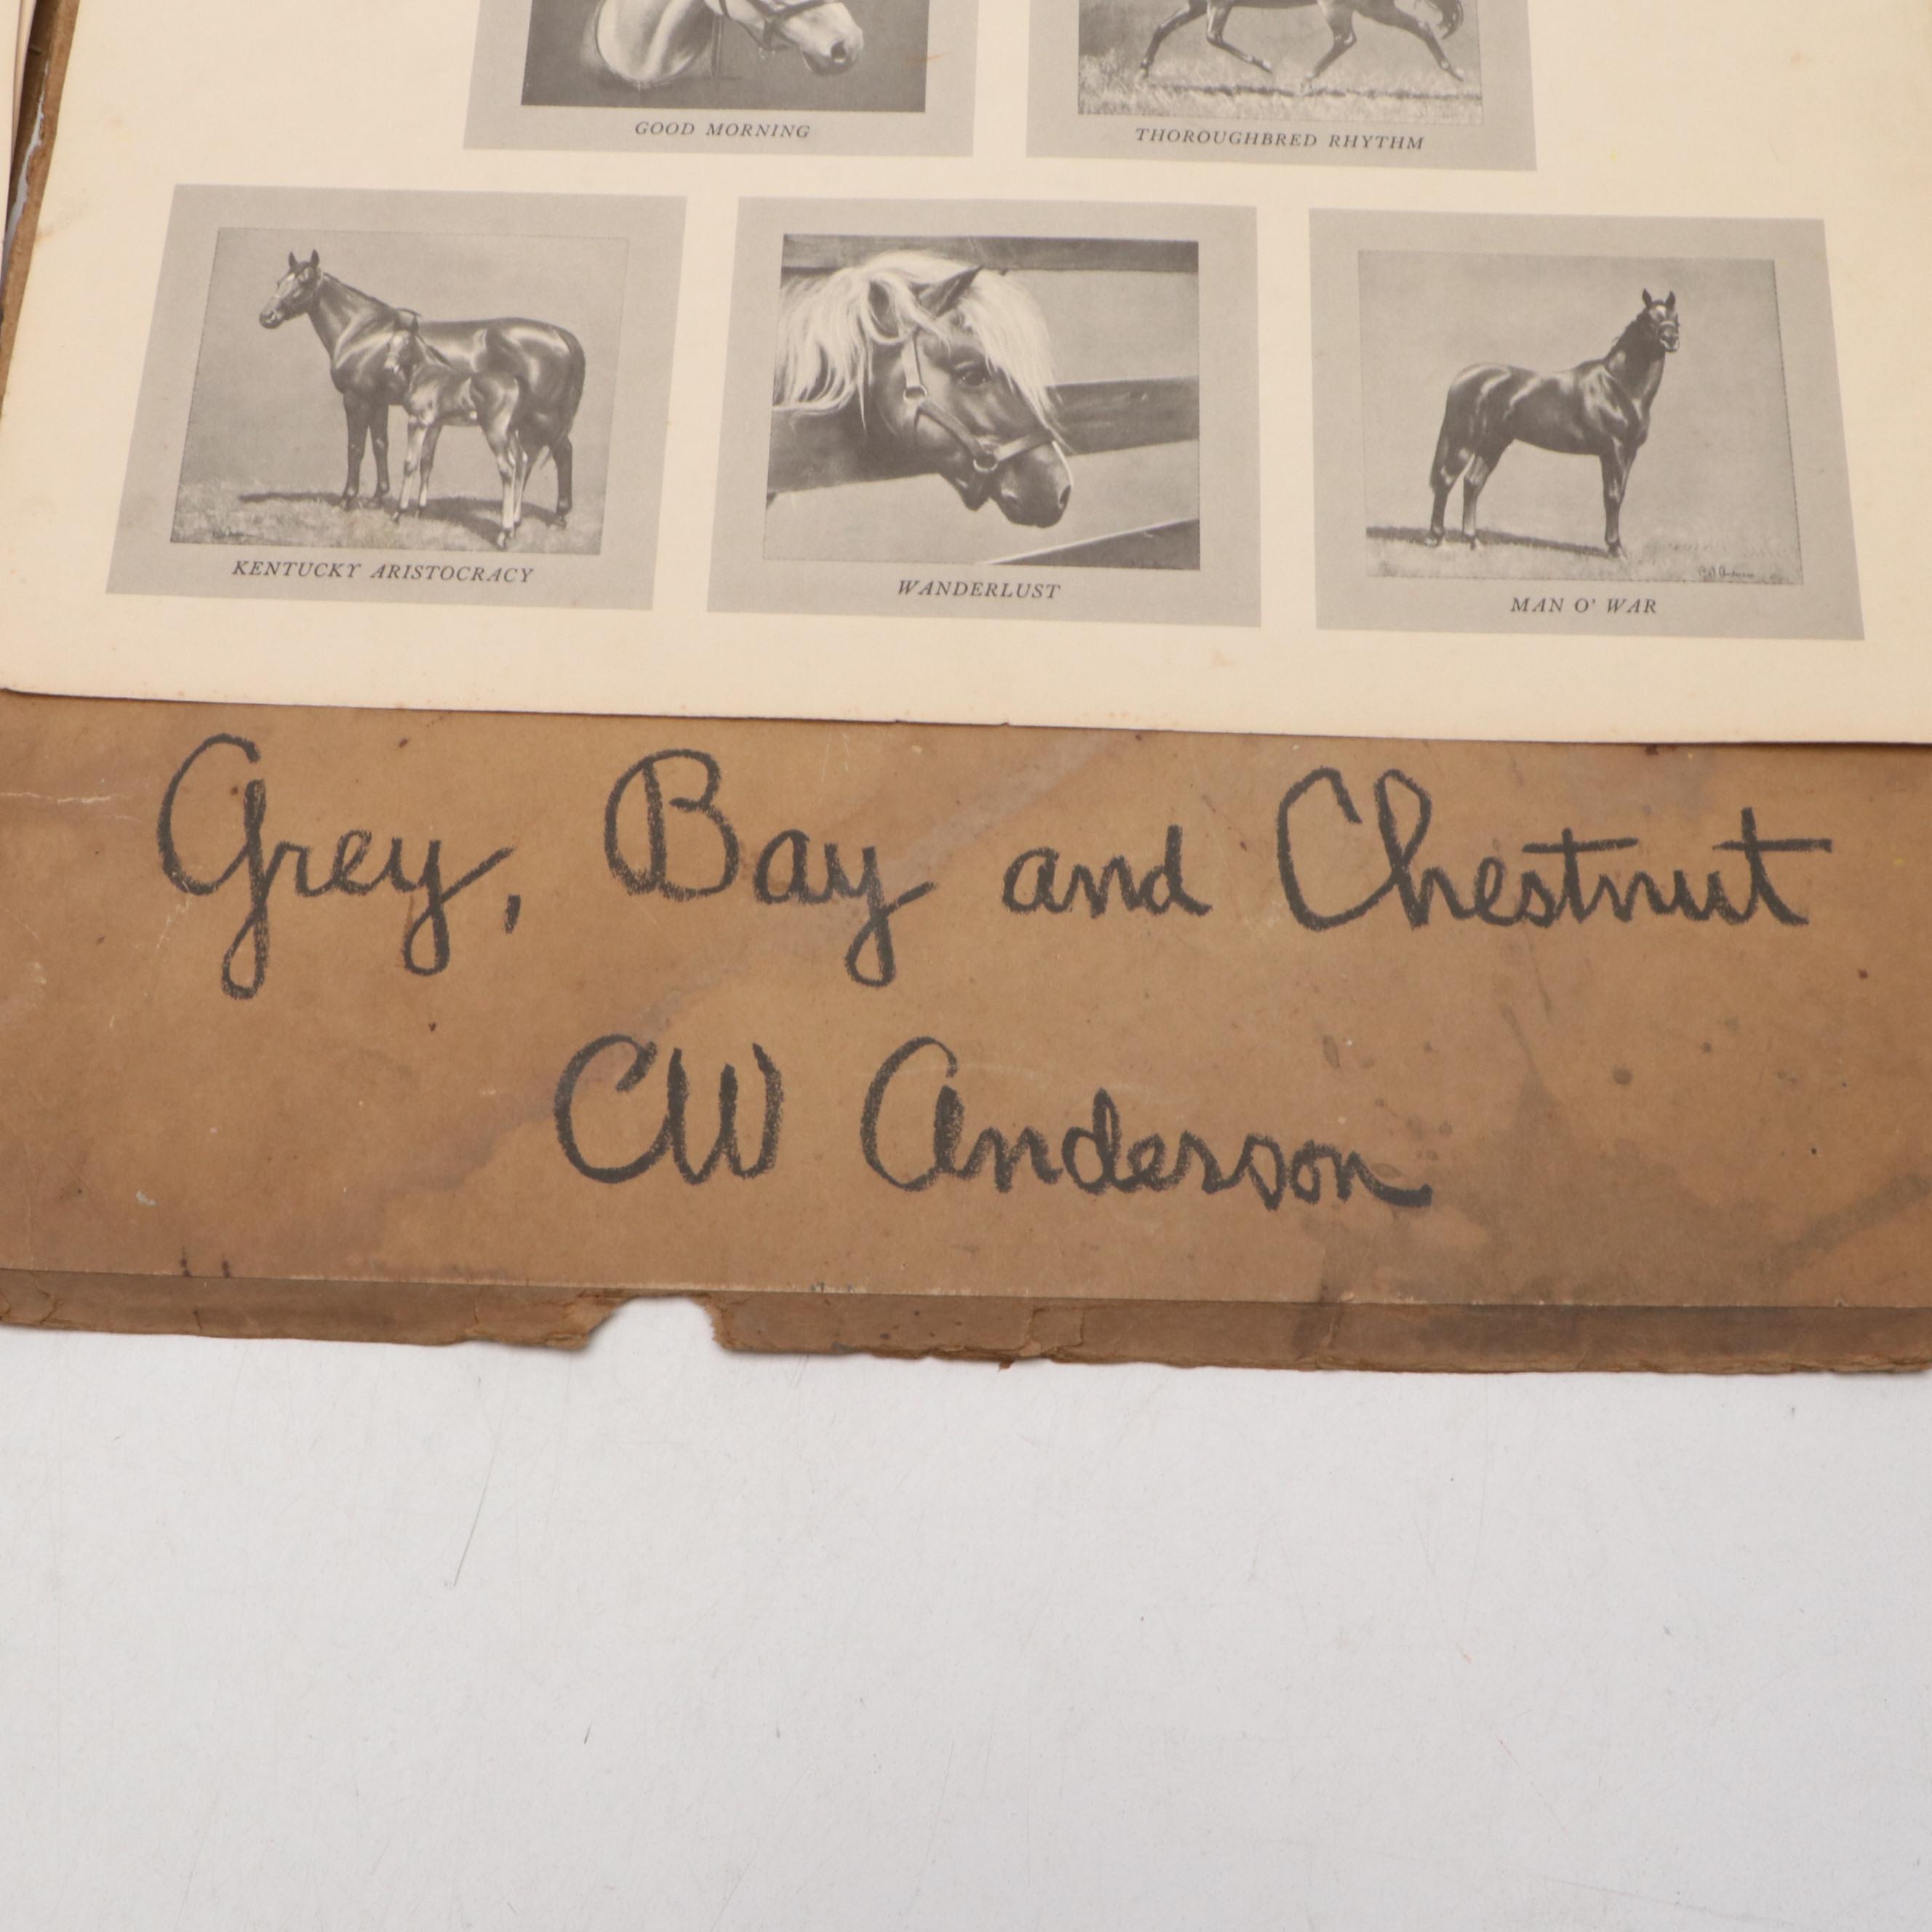 GOOD MORNING
THOROUGHBRED RHYTHM
KENTUCKY ARISTOCRACY
WANDERLUST
MAN O' WAR
Grey, Bay and Chestnut
CW Anderson